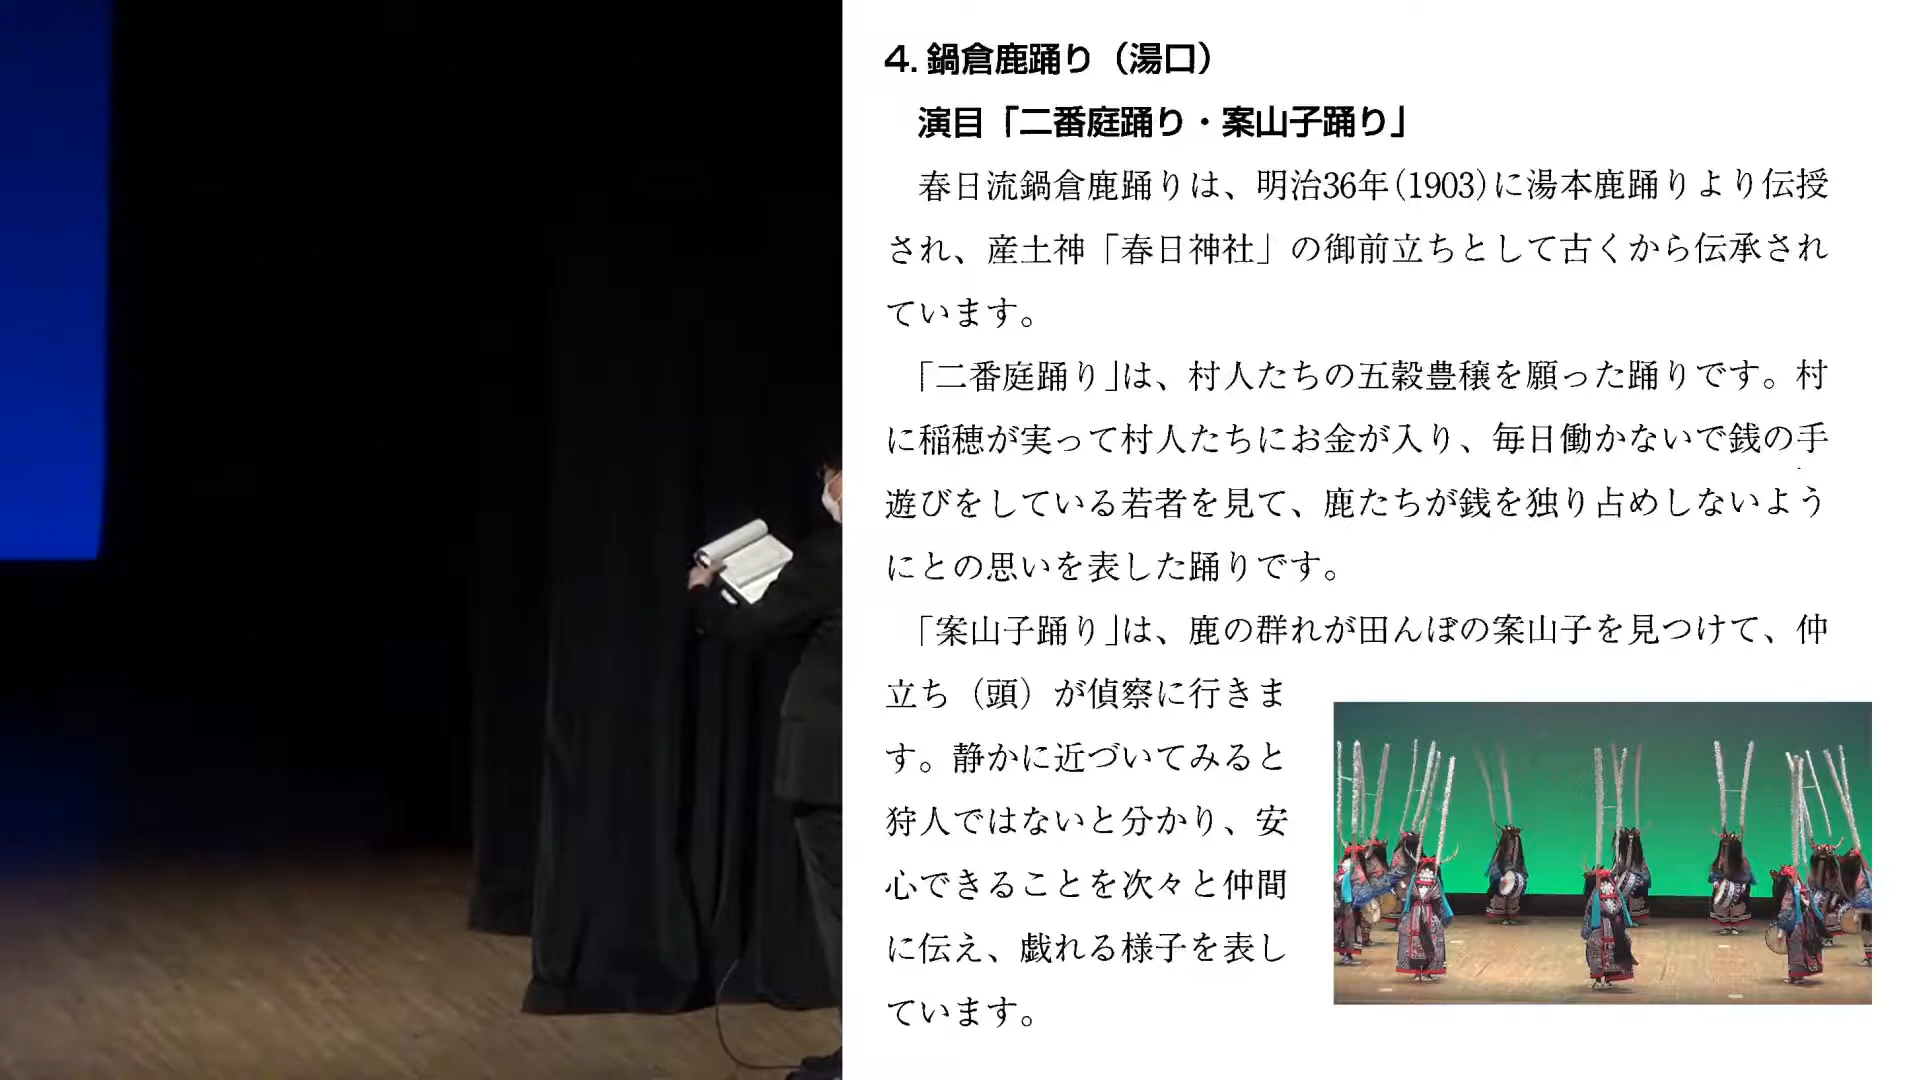 4. 鍋倉鹿踊り（湯口）
演目「二番庭踊り・案山子踊り」
春日流鍋倉鹿踊りは、明治36年(1903)に湯本鹿踊りより伝授
され、産土神「春日神社」の御前立ちとして古くから伝承され
ています。
「二番庭踊り」は、村人たちの五穀豊穣を願った踊りです。村
に稲穂が実って村人たちにお金が入り、毎日働かないで銭の手
遊びをしている若者を見て、鹿たちが銭を独り占めしないよう
にとの思いを表した踊りです。
「案山子踊り」は、鹿の群れが田んぼの案山子を見つけて、仲
立ち（頭）が偵察に行きま
す。静かに近づいてみると
狩人ではないと分かり、安
心できることを次々と仲間
に伝え、戯れる様子を表し
ています。